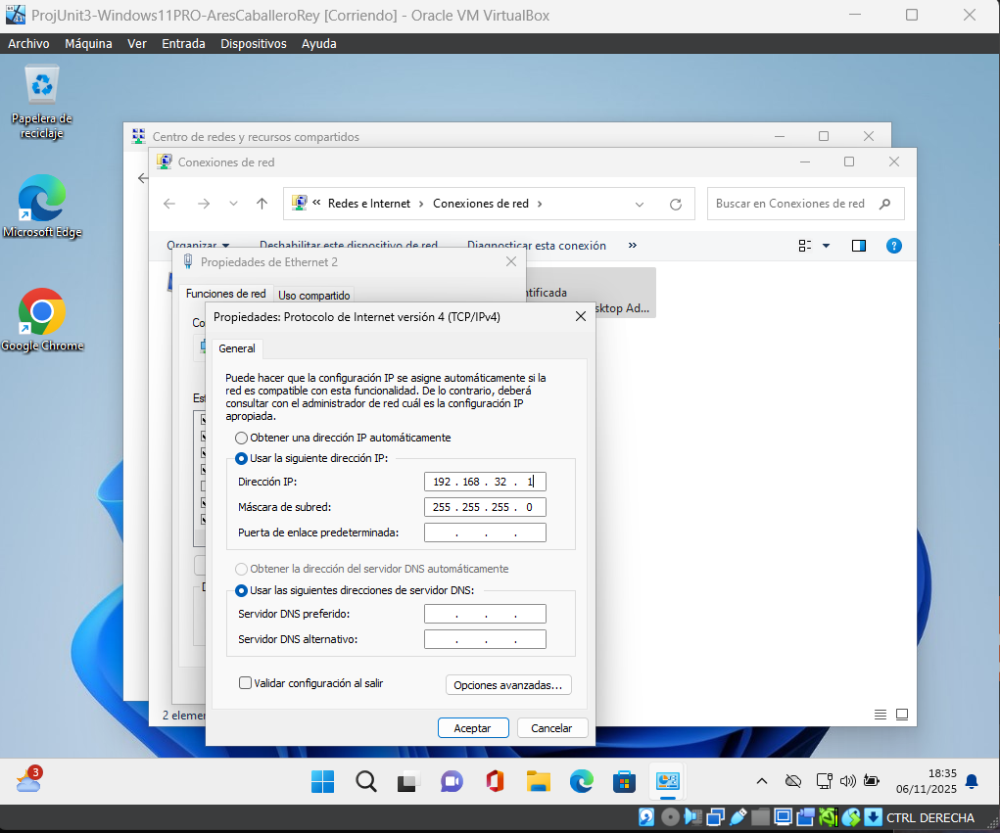 ProjUnit3-Windows11PRO-AresCaballeroRey [Corriendo] - Oracle VM VirtualBox
Archivo Máquina Ver Entrada Dispositivos Ayuda
Papelera de
reciclaje
Microsoft Edge
Google Chrome
Centro de redes y recursos compartidos
Conexiones de red
« Redes e Internet > Conexiones de red >
Buscar en Conexiones de red
Organizar Deshabilitar este dispositivo de red Diagnosticar esta conexión »
Propiedades de Ethernet 2
Funciones de red Uso compartido
ntificada
sktop Ad...
Co
Est
Propiedades: Protocolo de Internet versión 4 (TCP/IPv4)
General
Puede hacer que la configuración IP se asigne automáticamente si la
red es compatible con esta funcionalidad. De lo contrario, deberá
consultar con el administrador de red cuál es la configuración IP
apropiada.
Obtener una dirección IP automáticamente
Usar la siguiente dirección IP:
Dirección IP: 192 . 168 . 32 . 1
Máscara de subred: 255 . 255 . 255 . 0
Puerta de enlace predeterminada: . . .
Obtener la dirección del servidor DNS automáticamente
Usar las siguientes direcciones de servidor DNS:
Servidor DNS preferido: . . .
Servidor DNS alternativo: . . .
Validar configuración al salir
Opciones avanzadas...
Aceptar Cancelar
2 elemen
3
18:35
06/11/2025
CTRL DERECHA